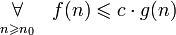 ∀ f(n) ⩽ c · g(n)
n⩾n₀